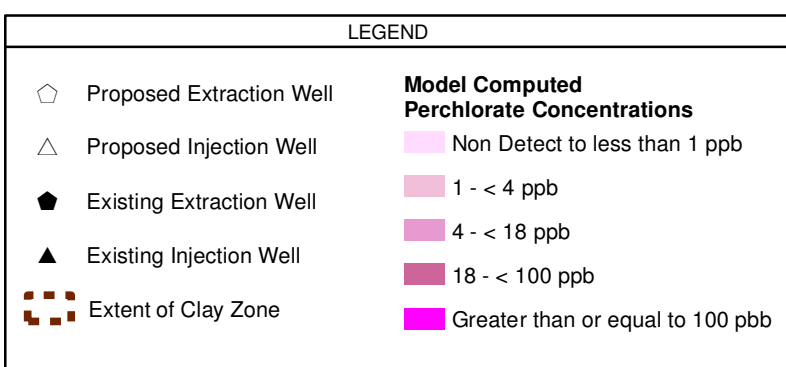 LEGEND
Proposed Extraction Well
Proposed Injection Well
Existing Extraction Well
Existing Injection Well
Extent of Clay Zone
Model Computed
Perchlorate Concentrations
Non Detect to less than 1 ppb
1 - < 4 ppb
4 - < 18 ppb
18 - < 100 ppb
Greater than or equal to 100 pbb